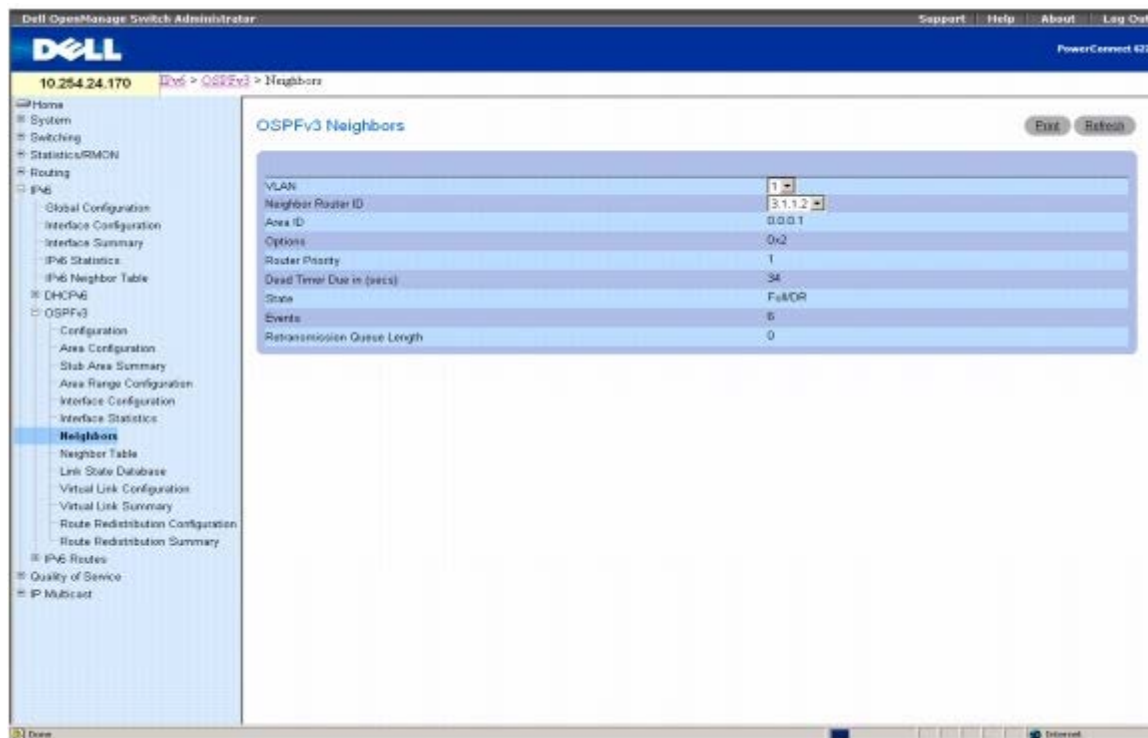 Dell OpenManage Switch Administrator
Support Help About Log Out
DELL
PowerConnect 622
10.254.24.170
IPv6 > OSPFv3 > Neighbors
Home
System
Switching
Statistics/RMON
Routing
IPv6
Global Configuration
Interface Configuration
Interface Summary
IPv6 Statistics
IPv6 Neighbor Table
DHCPv6
OSPFv3
Configuration
Area Configuration
Stub Area Summary
Area Range Configuration
Interface Configuration
Interface Statistics
Neighbors
Neighbor Table
Link State Database
Virtual Link Configuration
Virtual Link Summary
Route Redistribution Configuration
Route Redistribution Summary
IPv6 Routes
Quality of Service
IP Multicast
OSPFv3 Neighbors
Print Refresh
VLAN 1
Neighbor Router ID 3.1.1.2
Area ID 0.0.0.1
Options 0x2
Router Priority 1
Dead Timer Due in (secs) 34
State Full/DR
Events 6
Retransmission Queue Length 0
Done
Internet